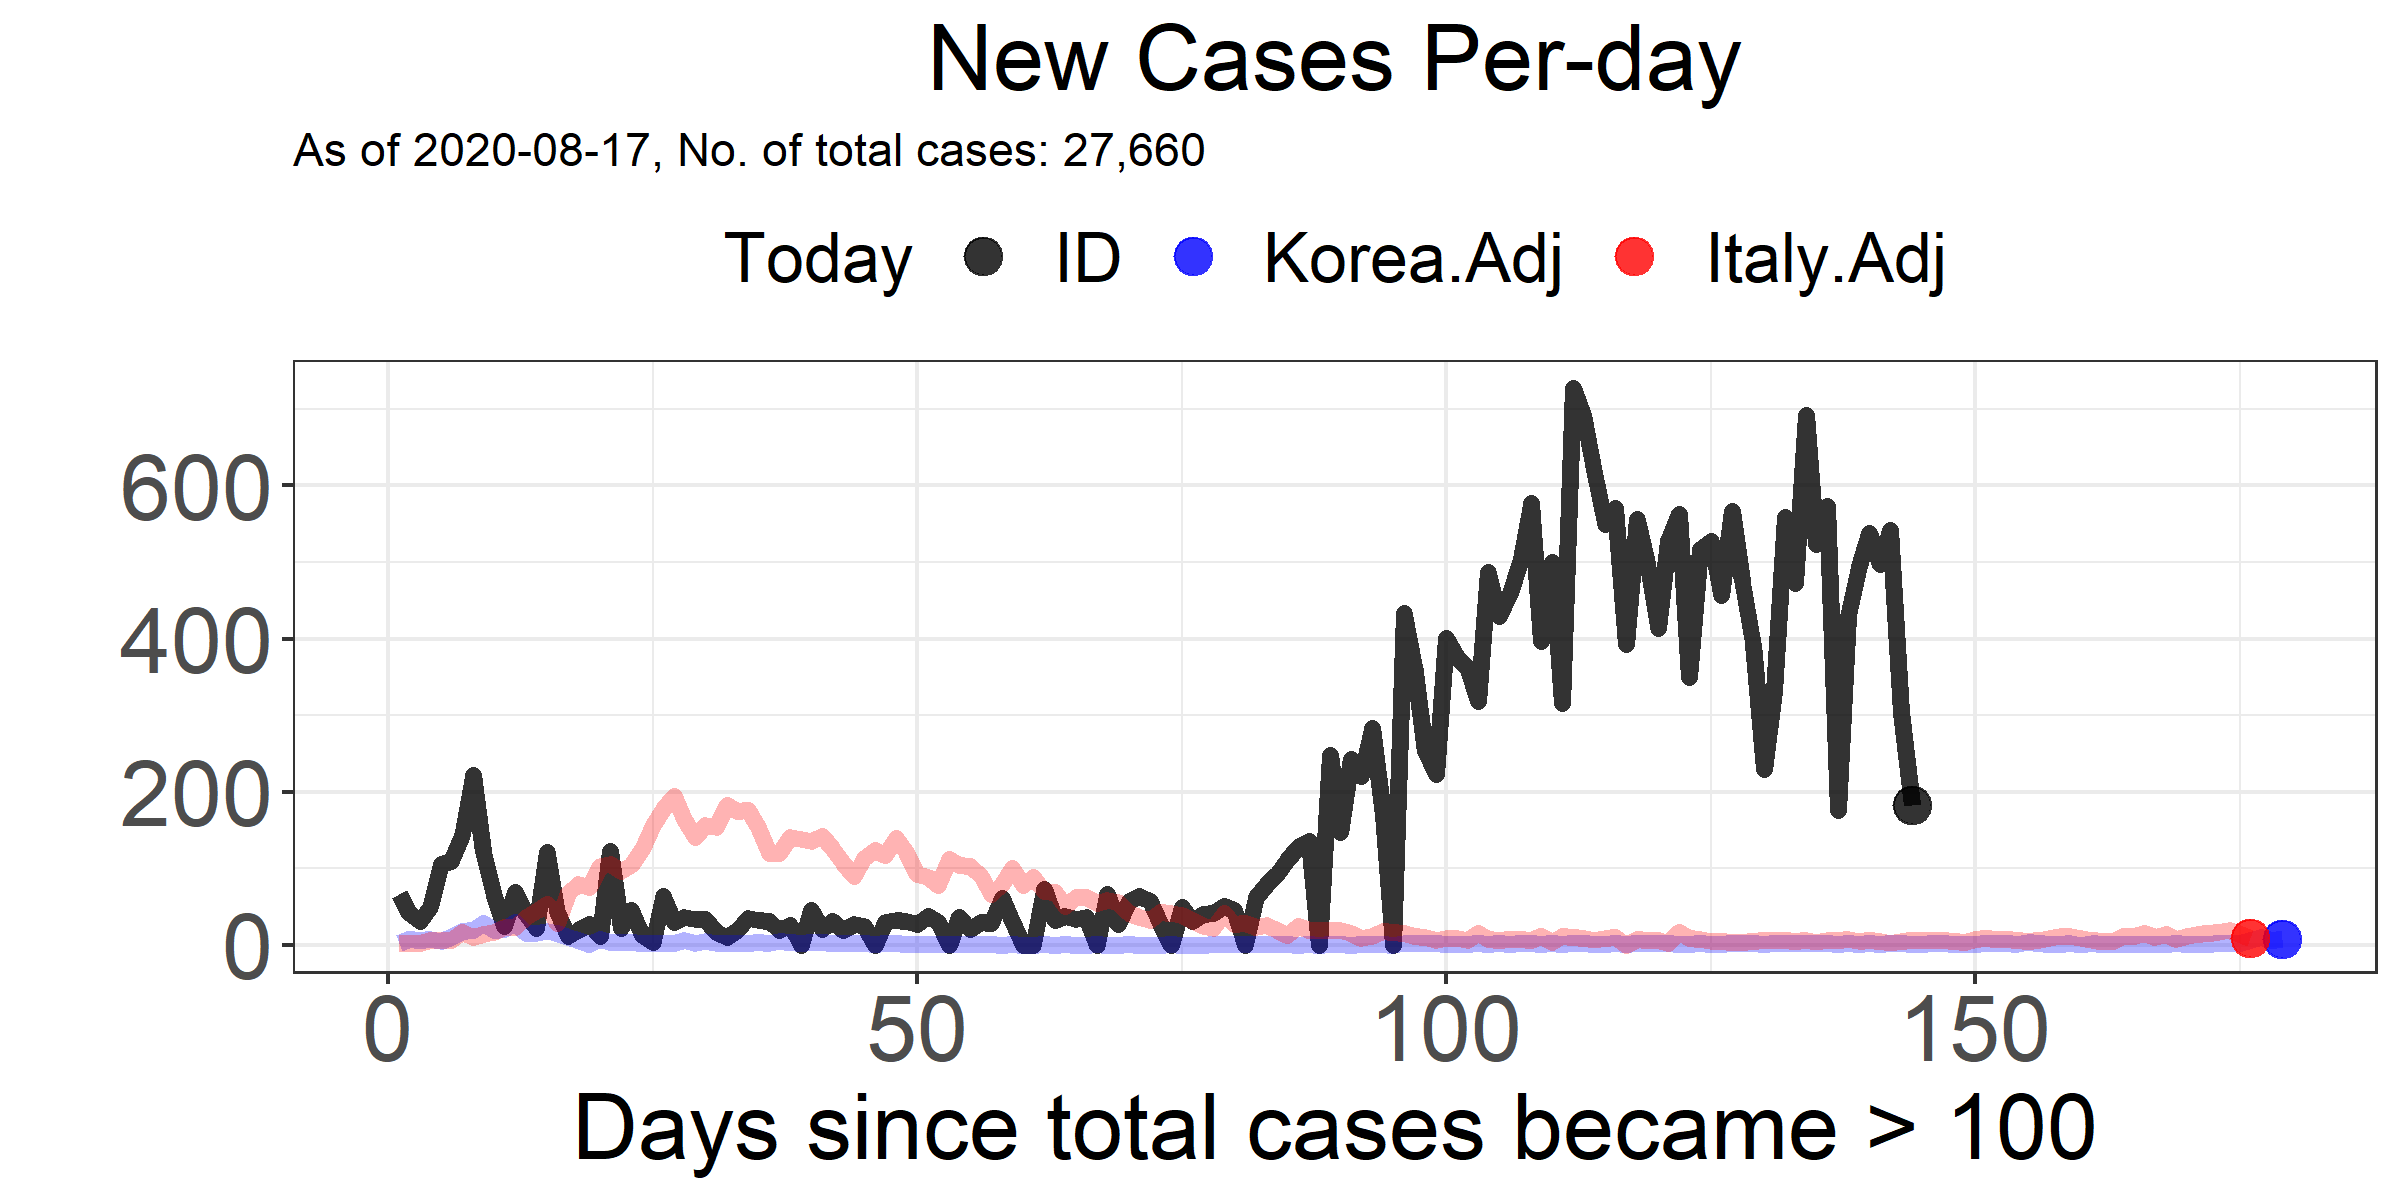 New Cases Per-day
As of 2020-08-17, No. of total cases: 27,660
Today ID Korea.Adj Italy.Adj
600
400
200
0
0 50 100 150
Days since total cases became > 100